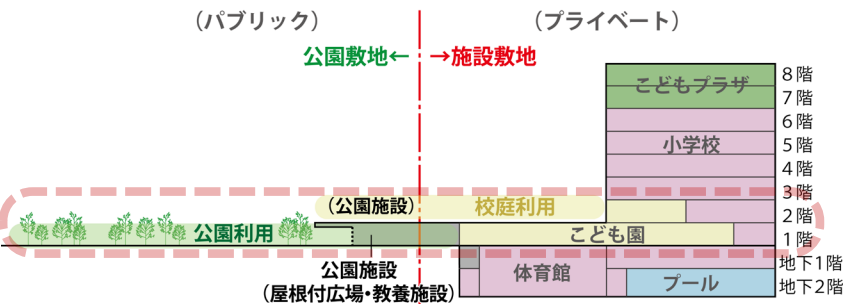 （パブリック）
（プライベート）
公園敷地←
→施設敷地
8階
こどもプラザ
7階
6階
小学校
5階
4階
3階
（公園施設）
校庭利用
2階
公園利用
こども園
1階
公園施設
（屋根付広場・教養施設）
体育館
地下1階
プール
地下2階